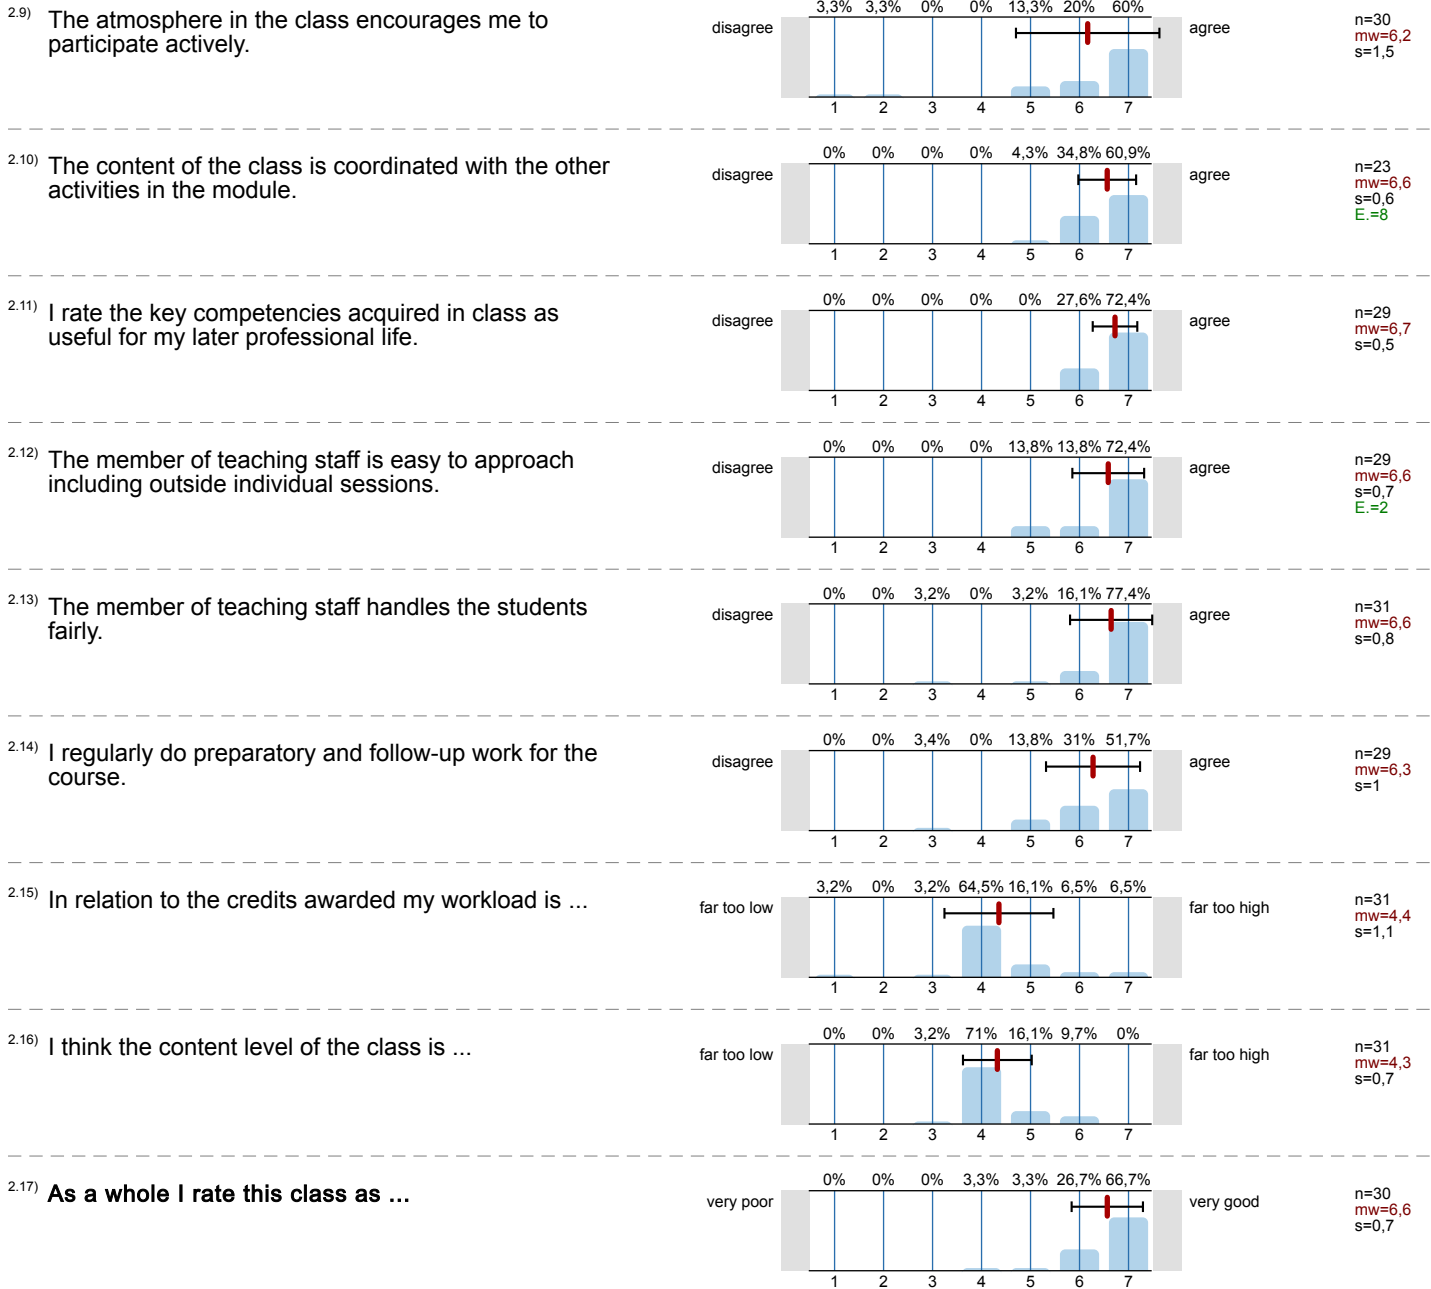 2.9) The atmosphere in the class encourages me to
participate actively.
3,3% 3,3% 0% 0% 13,3% 20% 60%
disagree
agree
1 2 3 4 5 6 7
n=30
mw=6,2
s=1,5
2.10) The content of the class is coordinated with the other
activities in the module.
0% 0% 0% 0% 4,3% 34,8% 60,9%
disagree
agree
1 2 3 4 5 6 7
n=23
mw=6,6
s=0,6
E.=8
2.11) I rate the key competencies acquired in class as
useful for my later professional life.
0% 0% 0% 0% 0% 27,6% 72,4%
disagree
agree
1 2 3 4 5 6 7
n=29
mw=6,7
s=0,5
2.12) The member of teaching staff is easy to approach
including outside individual sessions.
0% 0% 0% 0% 13,8% 13,8% 72,4%
disagree
agree
1 2 3 4 5 6 7
n=29
mw=6,6
s=0,7
E.=2
2.13) The member of teaching staff handles the students
fairly.
0% 0% 3,2% 0% 3,2% 16,1% 77,4%
disagree
agree
1 2 3 4 5 6 7
n=31
mw=6,6
s=0,8
2.14) I regularly do preparatory and follow-up work for the
course.
0% 0% 3,4% 0% 13,8% 31% 51,7%
disagree
agree
1 2 3 4 5 6 7
n=29
mw=6,3
s=1
2.15) In relation to the credits awarded my workload is ...
3,2% 0% 3,2% 64,5% 16,1% 6,5% 6,5%
far too low
far too high
1 2 3 4 5 6 7
n=31
mw=4,4
s=1,1
2.16) I think the content level of the class is ...
0% 0% 3,2% 71% 16,1% 9,7% 0%
far too low
far too high
1 2 3 4 5 6 7
n=31
mw=4,3
s=0,7
2.17) As a whole I rate this class as ...
0% 0% 0% 3,3% 3,3% 26,7% 66,7%
very poor
very good
1 2 3 4 5 6 7
n=30
mw=6,6
s=0,7